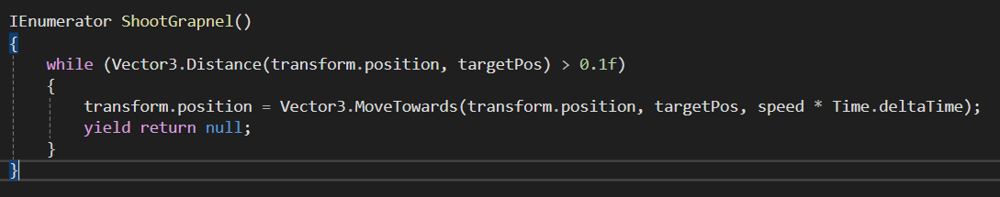 IEnumerator ShootGrapnel()
{
while (Vector3.Distance(transform.position, targetPos) > 0.1f)
{
transform.position = Vector3.MoveTowards(transform.position, targetPos, speed * Time.deltaTime);
yield return null;
}
}